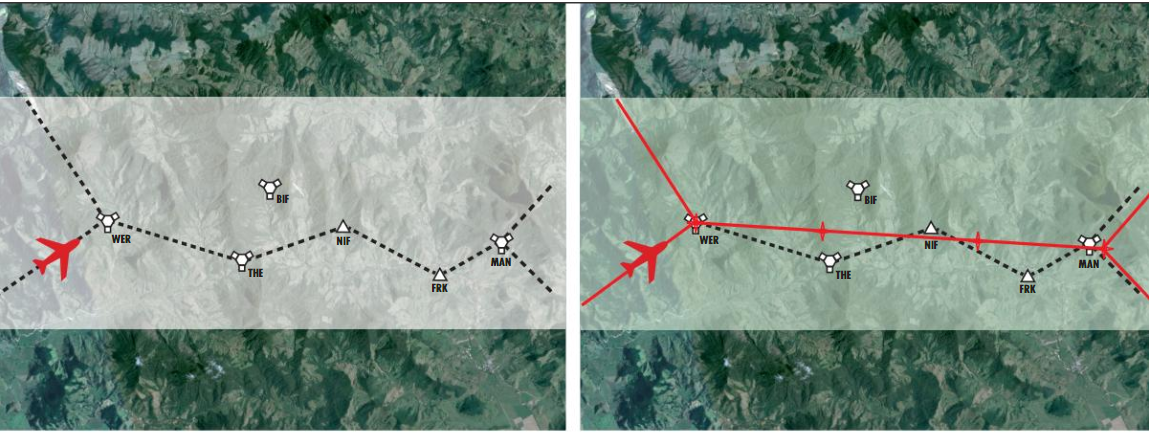 BIF
WER
NIF
THE
MAN
FRK
BIF
WER
NIF
THE
MAN
FRK